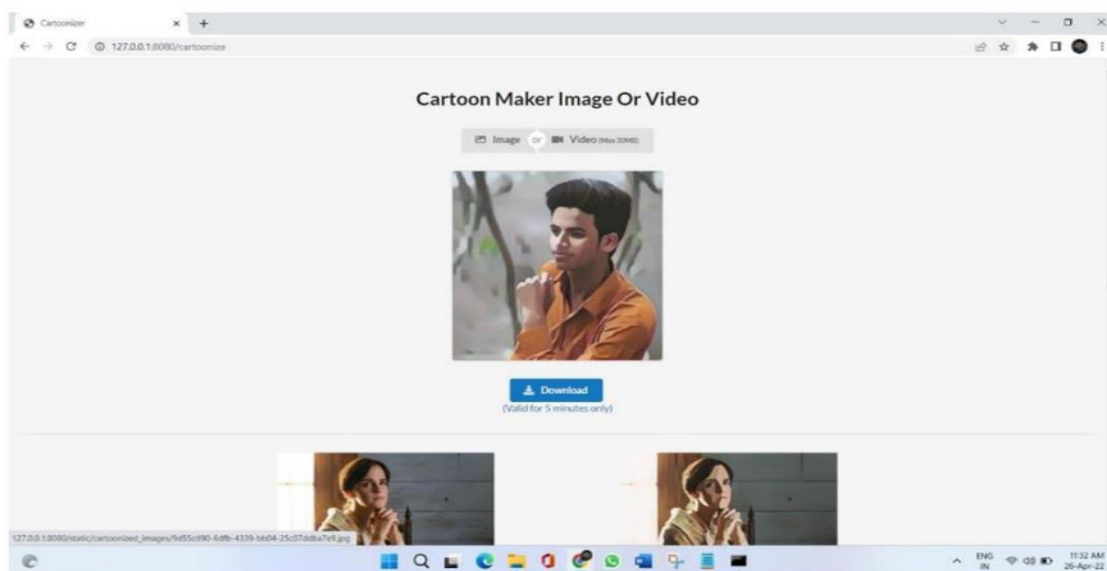 Cartoonizer
127.0.0.1:8080/cartoonize
Cartoon Maker Image Or Video
Image or Video (Max 30MB)
Download
(Valid for 5 minutes only)
127.0.0.1:8080/static/cartoonized_images/9d55cd90-6dfb-4339-bb04-25c07ddba7e9.jpg
ENG
IN
11:32 AM
26-Apr-22